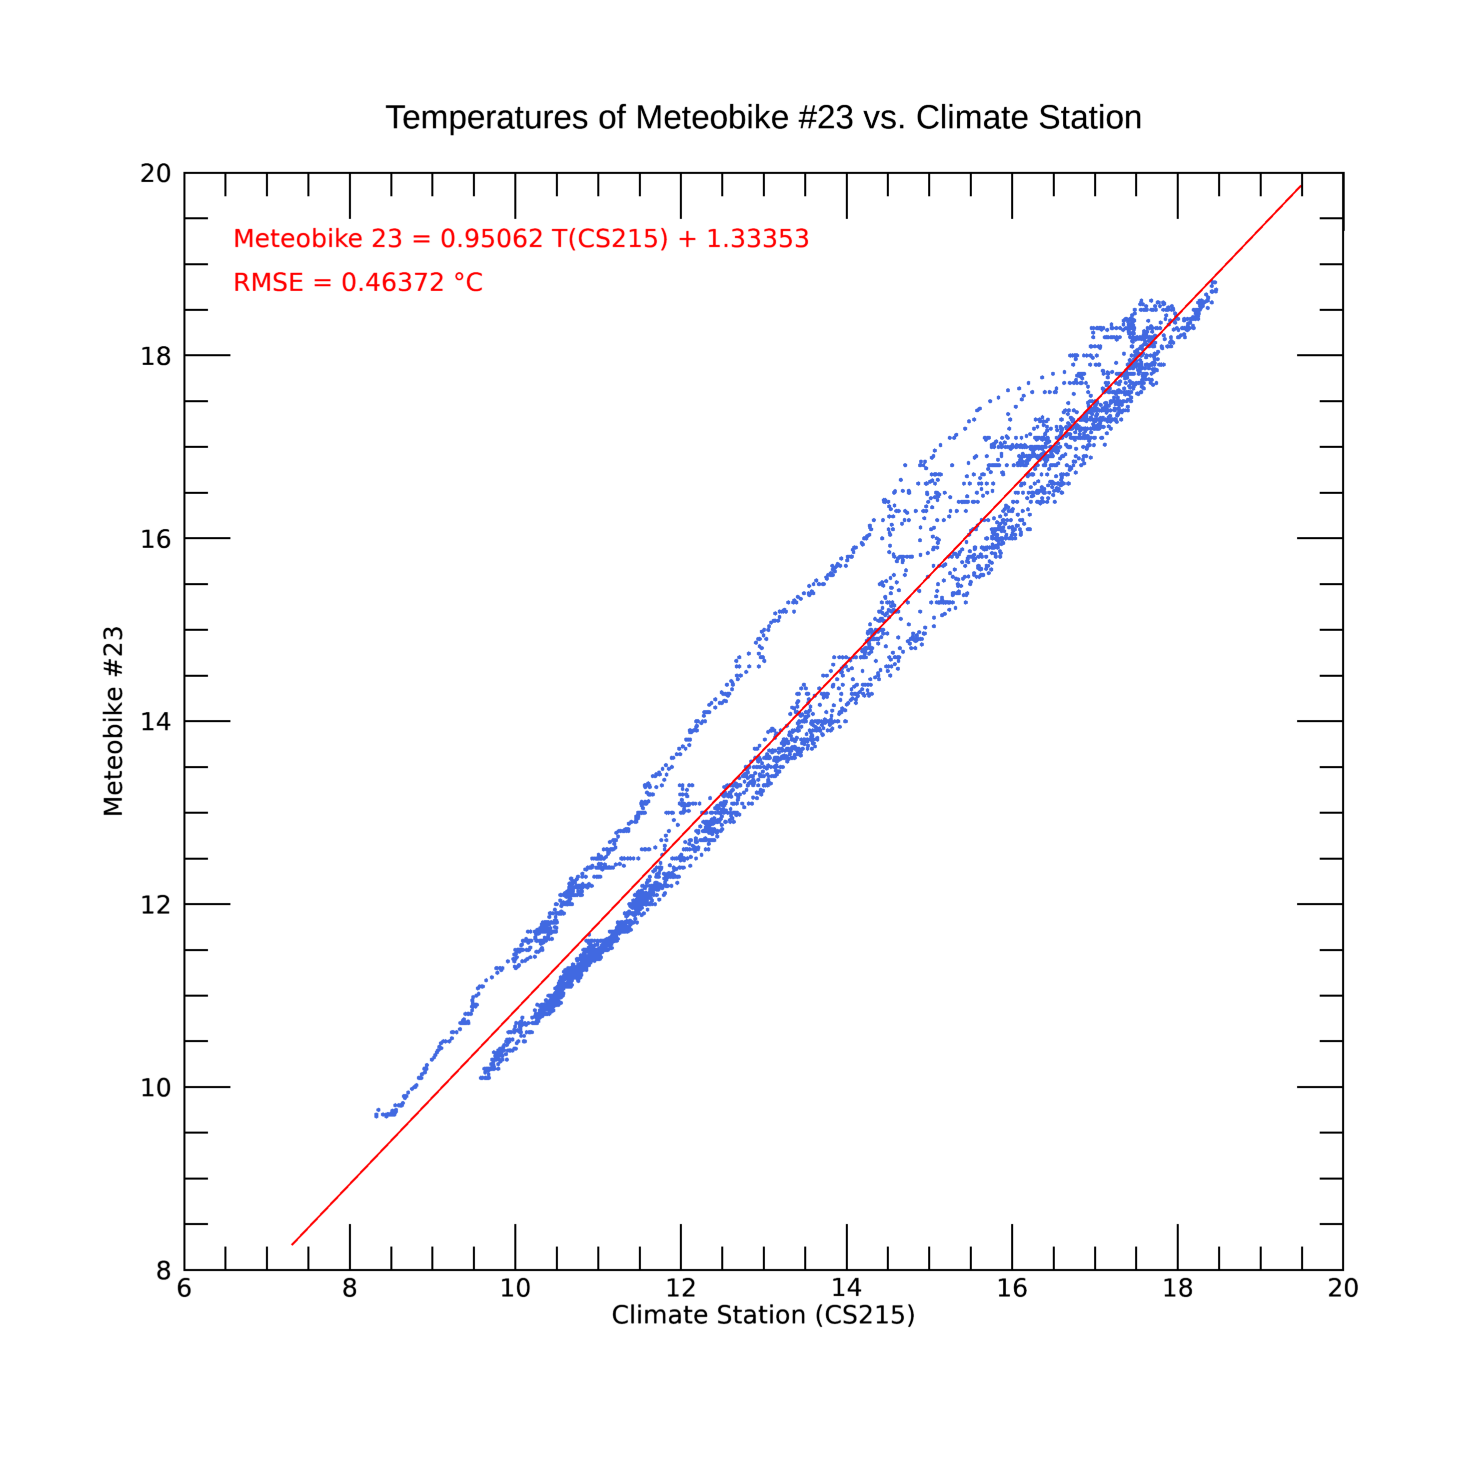 Temperatures of Meteobike #23 vs. Climate Station
20
Meteobike 23 = 0.95062 T(CS215) + 1.33353
RMSE = 0.46372 °C
18
16
Meteobike #23
14
12
10
8
6 8 10 12 14 16 18 20
Climate Station (CS215)